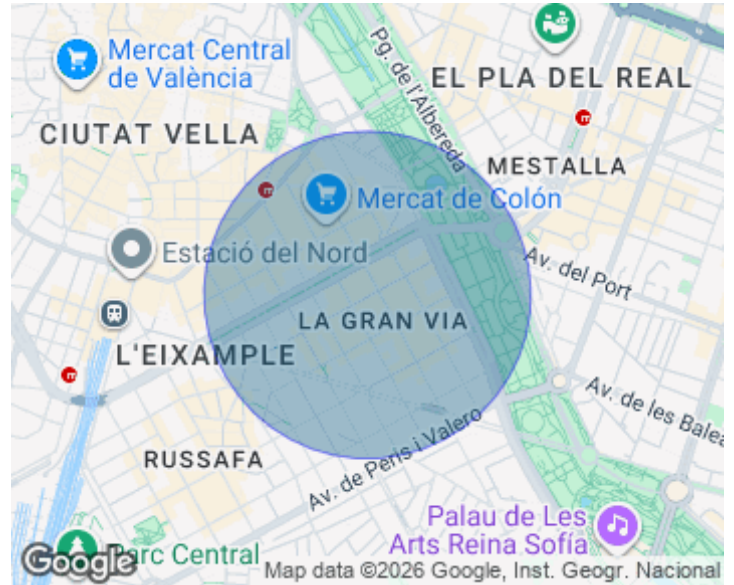 Mercat Central
de València
Pg. de l'Albereda
EL PLA DEL REAL
CIUTAT VELLA
m
MESTALLA
m
Mercat de Colón
Estació del Nord
Av. del Port
LA GRAN VIA
L'EIXAMPLE
m
Av. de les Balea
Av. de Peris i Valero
RUSSAFA
Palau de Les
Arts Reina Sofía
Parc Central
Google
Map data ©2026 Google, Inst. Geogr. Nacional